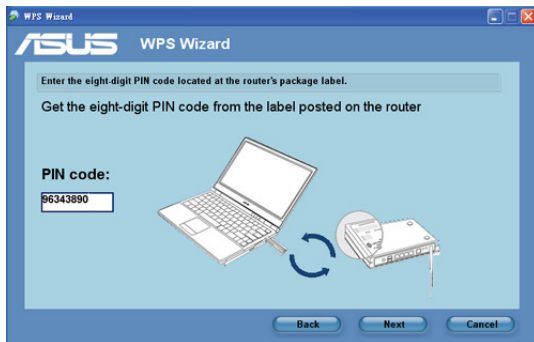 WPS Wizard
ASUS WPS Wizard
Enter the eight-digit PIN code located at the router's package label.
Get the eight-digit PIN code from the label posted on the router
PIN code:
96343890
Back Next Cancel